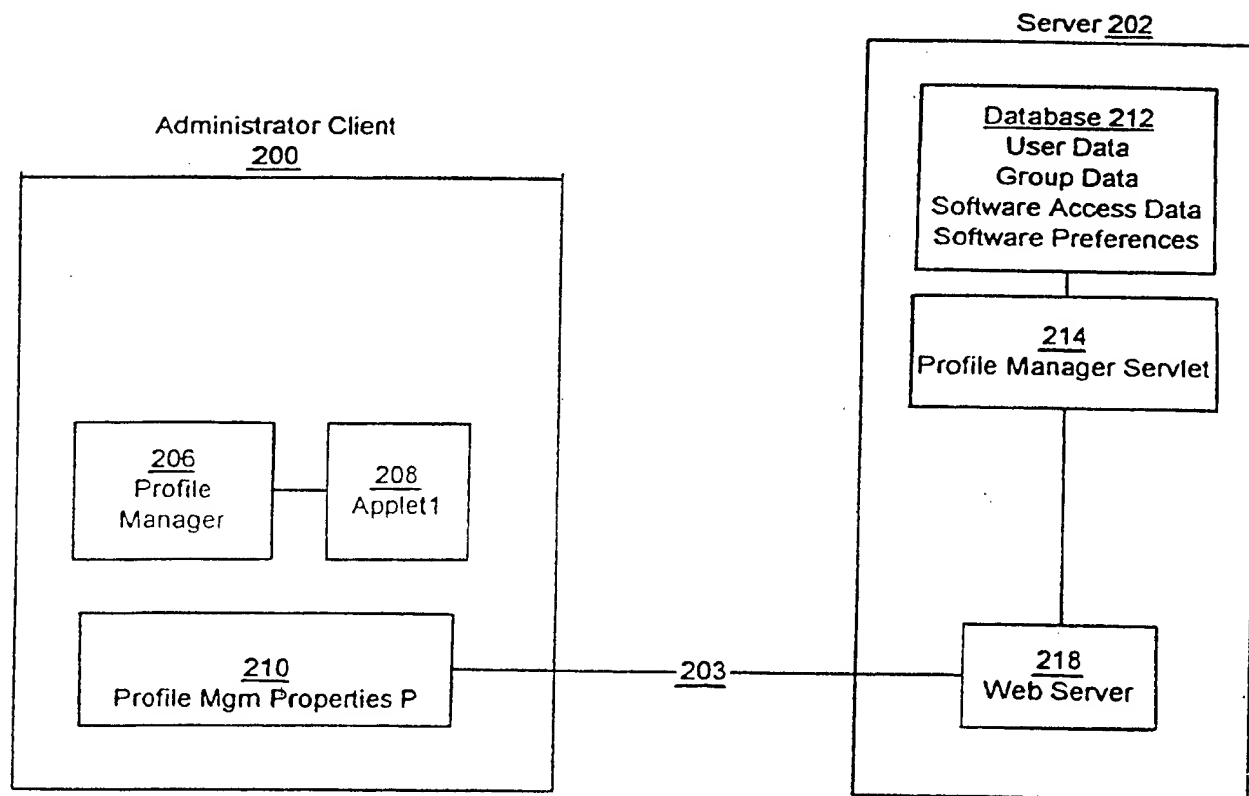 Server 202
Database 212
User Data
Group Data
Software Access Data
Software Preferences
214
Profile Manager Servlet
218
Web Server
Administrator Client
200
206
Profile
Manager
208
Applet1
210
Profile Mgm Properties P
203